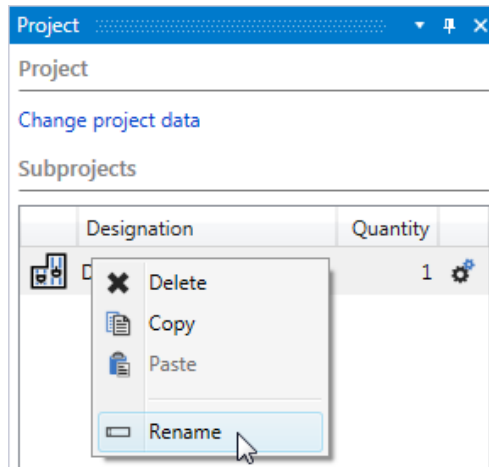 Project
Project
Change project data
Subprojects
Designation Quantity
D 1
Delete
Copy
Paste
Rename